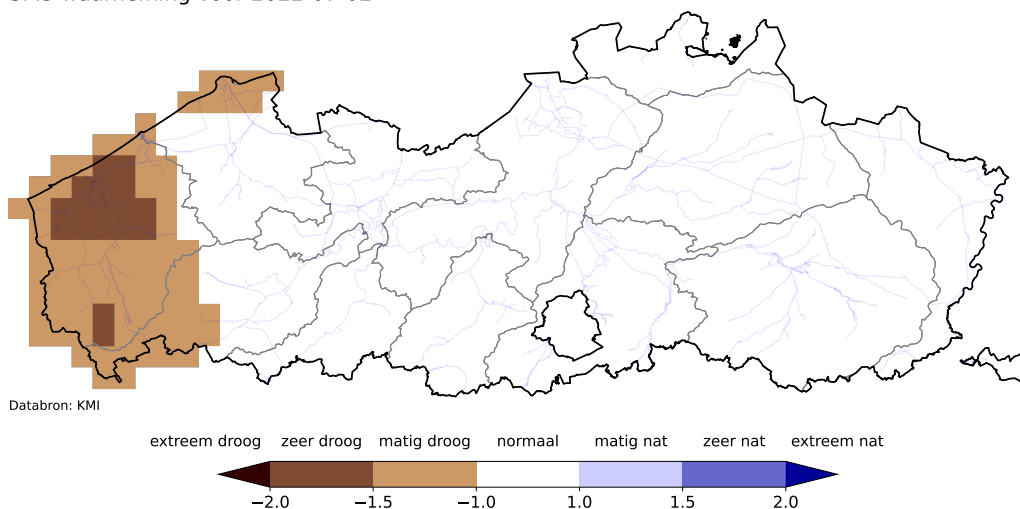 Databron: KMI
extreem droog zeer droog matig droog normaal matig nat zeer nat extreem nat
−2.0 −1.5 −1.0 1.0 1.5 2.0